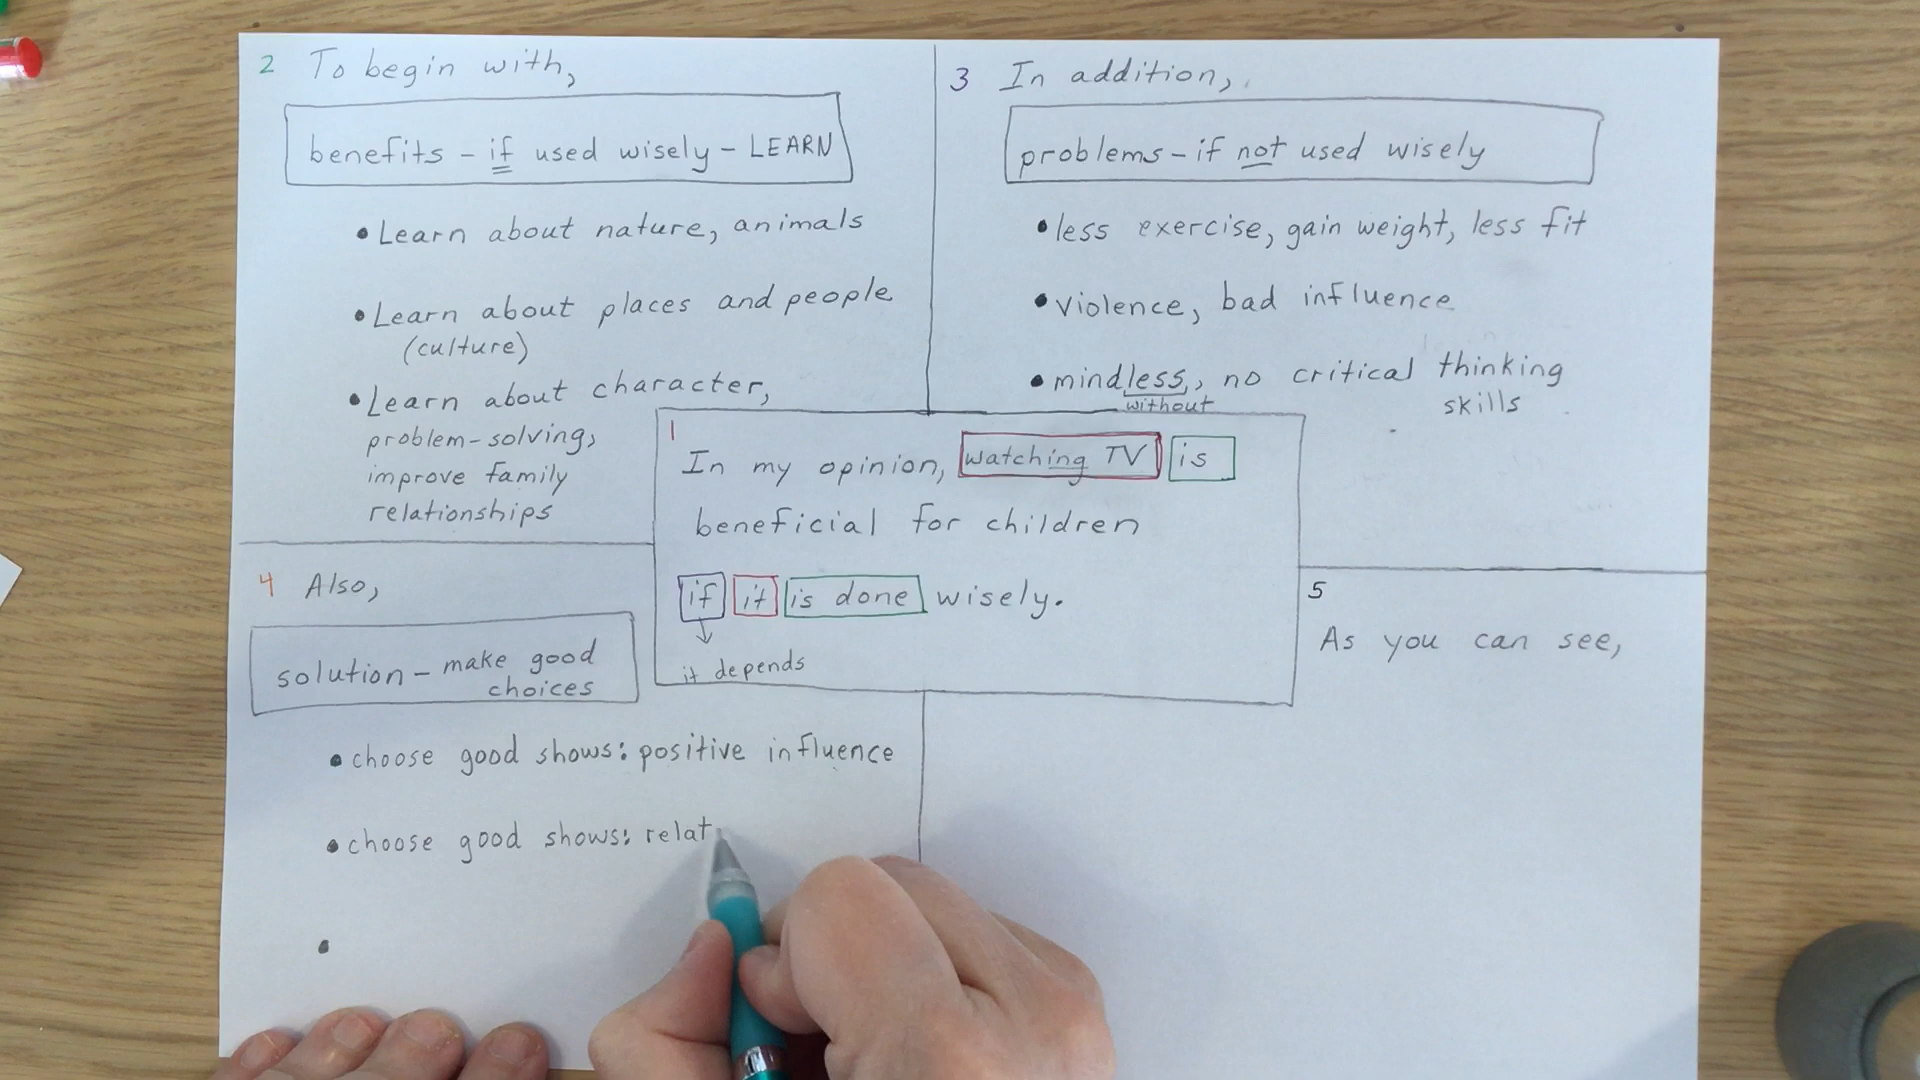 2 To begin with,
benefits - if used wisely - LEARN
• Learn about nature, animals
• Learn about places and people
(culture)
• Learn about character,
problem-solving,
improve family
relationships
3 In addition,
problems - if not used wisely
• less exercise, gain weight, less fit
• violence, bad influence
• mindless, no critical thinking
without
skills
1
In my opinion, watching TV is
beneficial for children
if it is done wisely.
it depends
4 Also,
solution - make good
choices
• choose good shows: positive influence
• choose good shows: relat
•
5
As you can see,